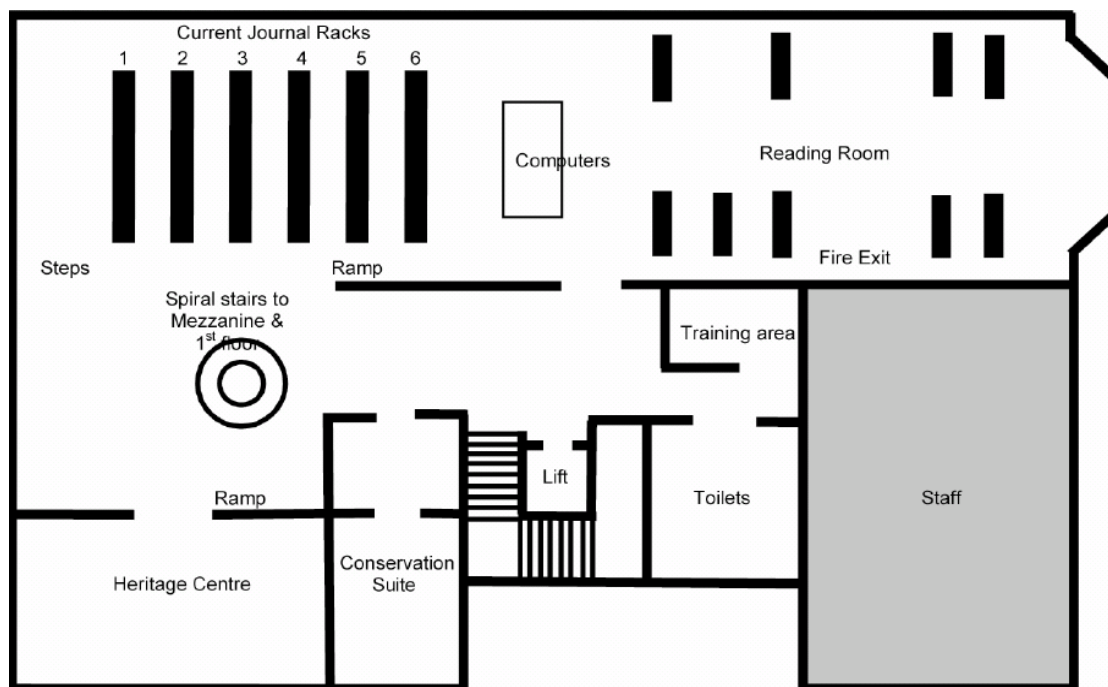 Current Journal Racks
1 2 3 4 5 6
Computers
Reading Room
Steps
Ramp
Fire Exit
Spiral stairs to
Mezzanine &
1st floor
Training area
Ramp
Lift
Toilets
Staff
Heritage Centre
Conservation
Suite